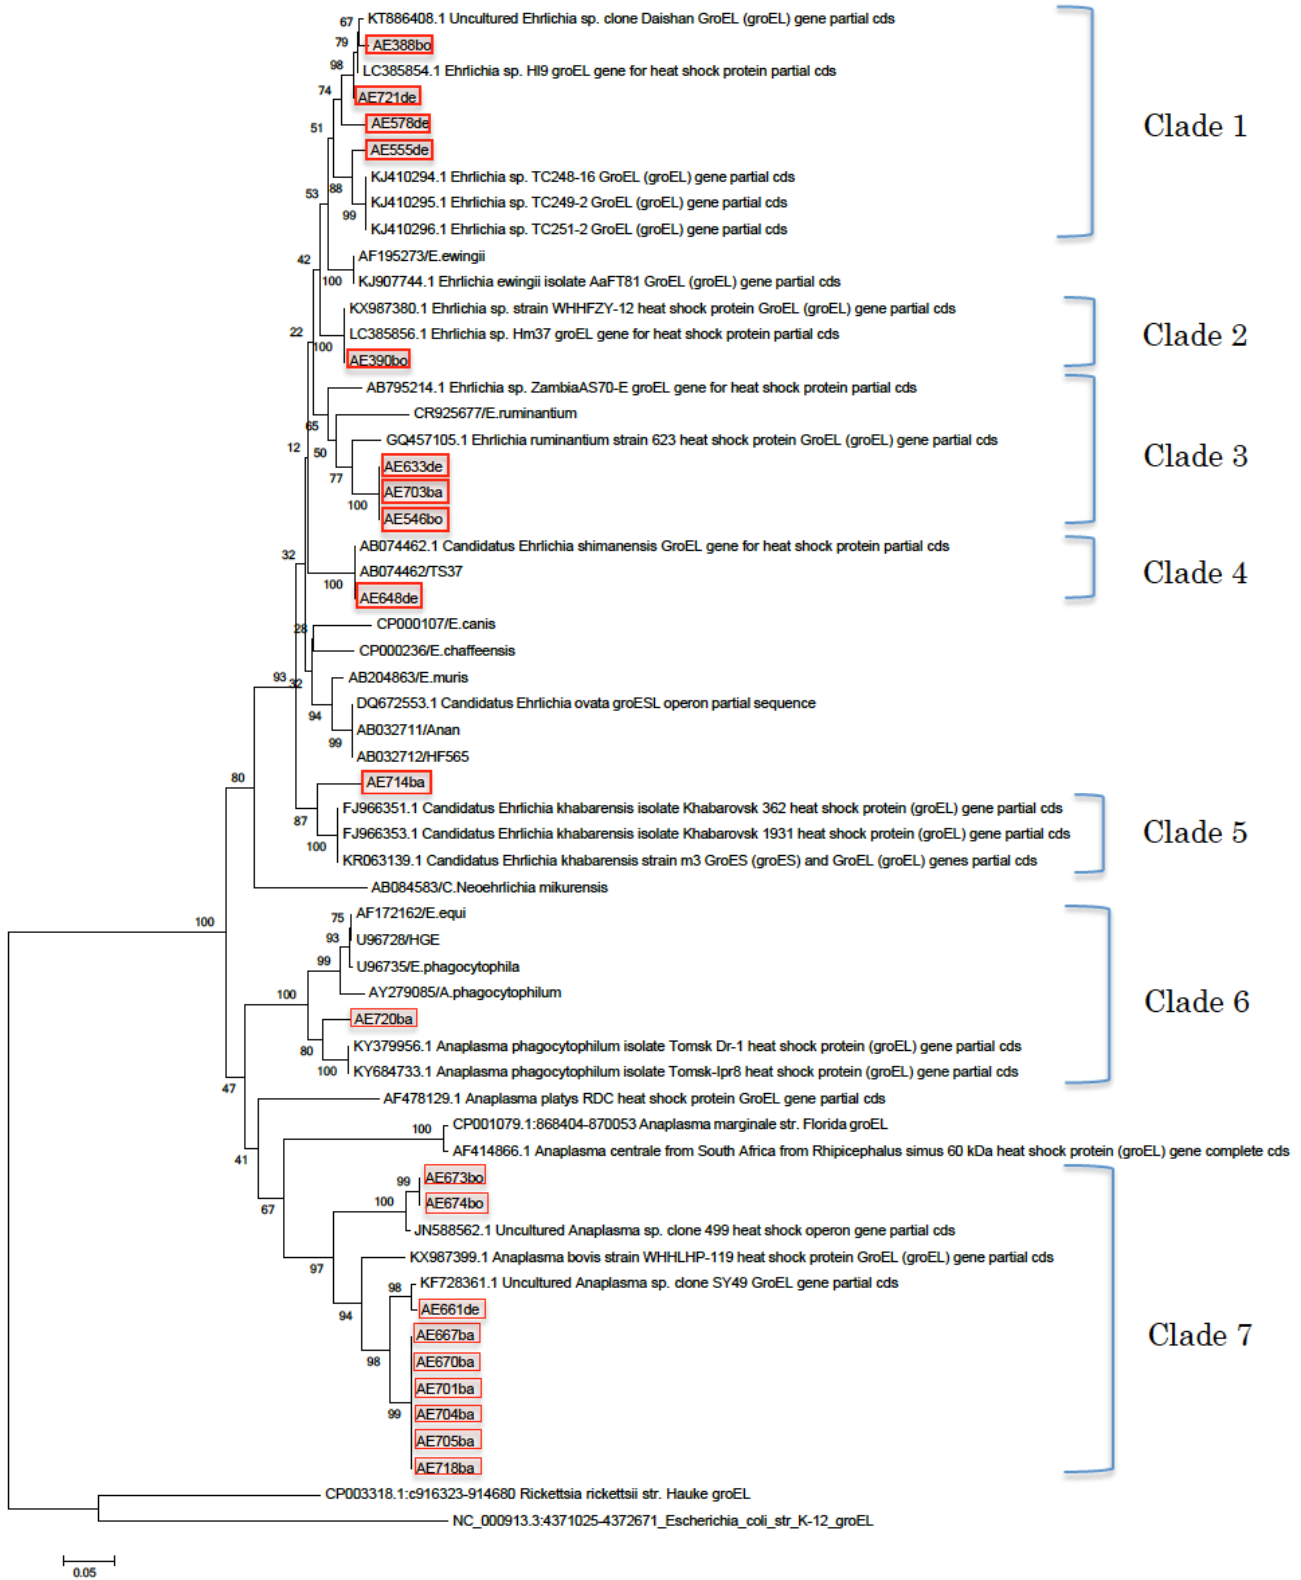 67
KT886408.1 Uncultured Ehrlichia sp. clone Daishan GroEL (groEL) gene partial cds
79
AE388bo
98
LC385854.1 Ehrlichia sp. HI9 groEL gene for heat shock protein partial cds
74
AE721de
51
AE578de
Clade 1
AE555de
53
88
KJ410294.1 Ehrlichia sp. TC248-16 GroEL (groEL) gene partial cds
KJ410295.1 Ehrlichia sp. TC249-2 GroEL (groEL) gene partial cds
99
KJ410296.1 Ehrlichia sp. TC251-2 GroEL (groEL) gene partial cds
42
AF195273/E.ewingii
100
KJ907744.1 Ehrlichia ewingii isolate AaFT81 GroEL (groEL) gene partial cds
KX987380.1 Ehrlichia sp. strain WHHFZY-12 heat shock protein GroEL (groEL) gene partial cds
22
LC385856.1 Ehrlichia sp. Hm37 groEL gene for heat shock protein partial cds
Clade 2
100
AE390bo
AB795214.1 Ehrlichia sp. ZambiaAS70-E groEL gene for heat shock protein partial cds
65
CR925677/E.ruminantium
12
50
GQ457105.1 Ehrlichia ruminantium strain 623 heat shock protein GroEL (groEL) gene partial cds
Clade 3
77
AE633de
AE703ba
100
AE546bo
32
AB074462.1 Candidatus Ehrlichia shimanensis GroEL gene for heat shock protein partial cds
AB074462/TS37
Clade 4
100
AE648de
28
CP000107/E.canis
CP000236/E.chaffeensis
93
32
AB204863/E.muris
94
DQ672553.1 Candidatus Ehrlichia ovata groESL operon partial sequence
AB032711/Anan
99
AB032712/HF565
80
AE714ba
87
FJ966351.1 Candidatus Ehrlichia khabarensis isolate Khabarovsk 362 heat shock protein (groEL) gene partial cds
FJ966353.1 Candidatus Ehrlichia khabarensis isolate Khabarovsk 1931 heat shock protein (groEL) gene partial cds
Clade 5
100
KR063139.1 Candidatus Ehrlichia khabarensis strain m3 GroES (groES) and GroEL (groEL) genes partial cds
AB084583/C.Neoehrlichia mikurensis
100
75
AF172162/E.equi
93
U96728/HGE
99
U96735/E.phagocytophila
100
AY279085/A.phagocytophilum
Clade 6
AE720ba
80
KY379956.1 Anaplasma phagocytophilum isolate Tomsk Dr-1 heat shock protein (groEL) gene partial cds
100
KY684733.1 Anaplasma phagocytophilum isolate Tomsk-Ipr8 heat shock protein (groEL) gene partial cds
47
AF478129.1 Anaplasma platys RDC heat shock protein GroEL gene partial cds
100
CP001079.1:868404-870053 Anaplasma marginale str. Florida groEL
41
AF414866.1 Anaplasma centrale from South Africa from Rhipicephalus simus 60 kDa heat shock protein (groEL) gene complete cds
99
AE673bo
100
AE674bo
67
JN588562.1 Uncultured Anaplasma sp. clone 499 heat shock operon gene partial cds
97
KX987399.1 Anaplasma bovis strain WHHLHP-119 heat shock protein GroEL (groEL) gene partial cds
98
KF728361.1 Uncultured Anaplasma sp. clone SY49 GroEL gene partial cds
94
AE661de
Clade 7
AE667ba
98
AE670ba
AE701ba
99
AE704ba
AE705ba
AE718ba
CP003318.1:c916323-914680 Rickettsia rickettsii str. Hauke groEL
NC_000913.3:4371025-4372671_Escherichia_coli_str_K-12_groEL
0.05